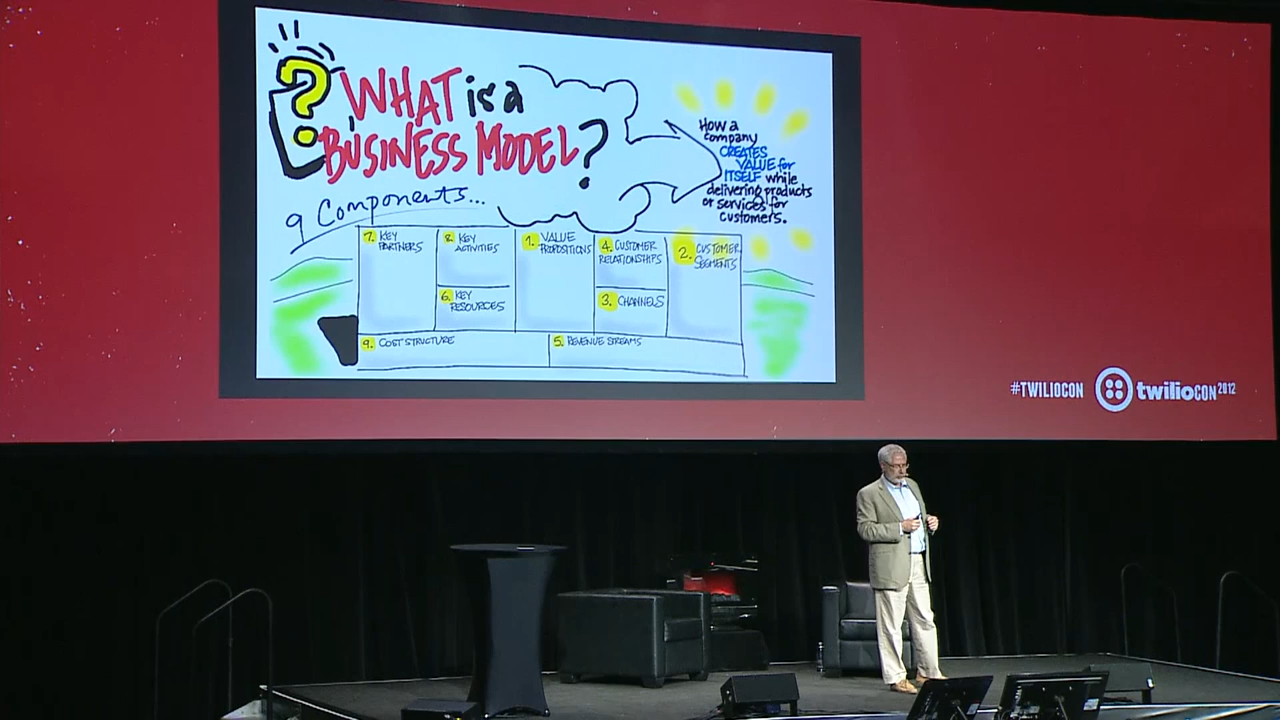 ?
WHAT is a
BUSINESS MODEL?
9 Components...
How a
company
CREATES
VALUE for
ITSELF while
delivering products
or services for
customers.
7. KEY
PARTNERS
8. KEY
ACTIVITIES
6. KEY
RESOURCES
1. VALUE
PROPOSITIONS
4. CUSTOMER
RELATIONSHIPS
3. CHANNELS
2. CUSTOMER
SEGMENTS
9. COST STRUCTURE
5. REVENUE STREAMS
#TWILIOCON
twilioCON 2012